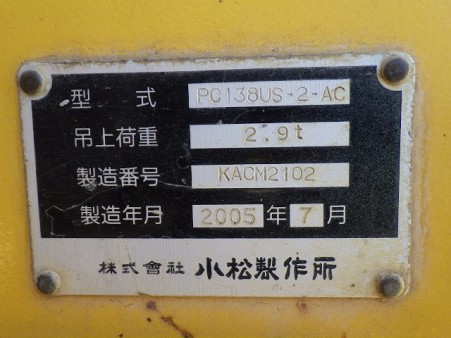 型 式 PC138US-2-AC
吊上荷重 2.9t
製造番号 KACM2102
製造年月 2005年 7月
株式會社 小松製作所